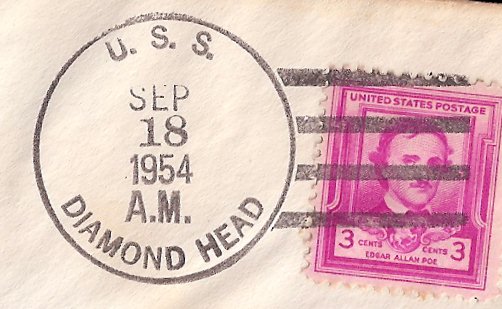 U. S. S.
SEP
18
1954
A.M.
DIAMOND HEAD
UNITED STATES POSTAGE
3 CENTS CENTS 3
EDGAR ALLAN POE